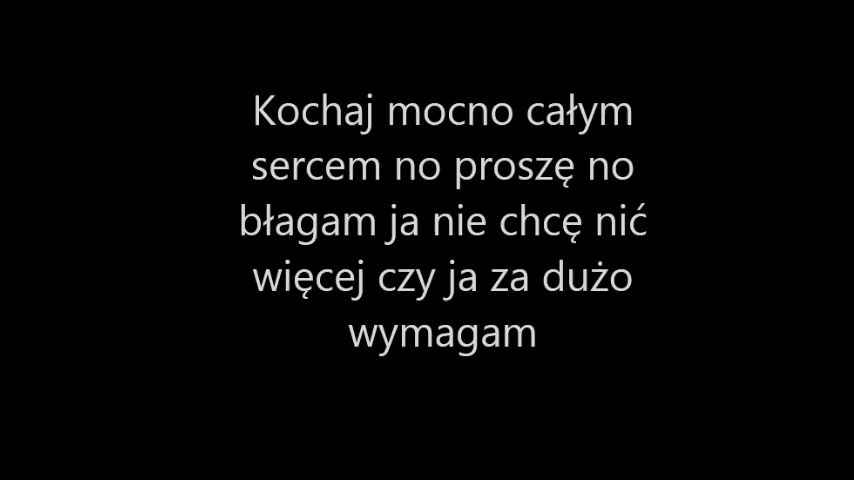 Kochaj mocno całym
sercem no proszę no
błagam ja nie chcę nić
więcej czy ja za dużo
wymagam